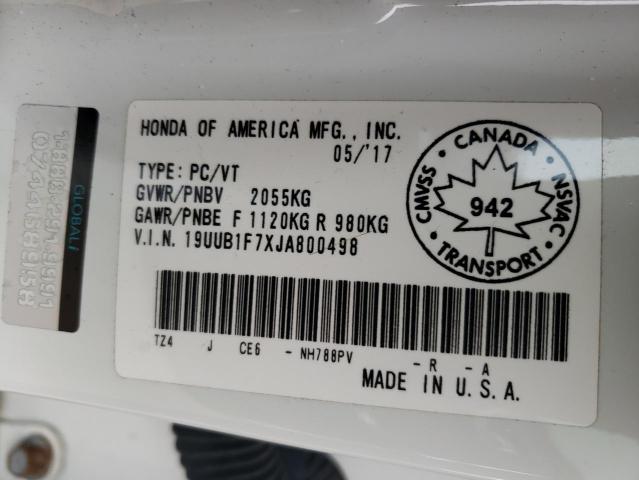 HONDA OF AMERICA MFG., INC.
05/'17
TYPE: PC/VT
GVWR/PNBV 2055KG
GAWR/PNBE F 1120KG R 980KG
V.I.N. 19UUB1F7XJA800498
CANADA
CMVSS
NSVAC
942
TRANSPORT
TZ4 J CE6 - NH788PV - R - A
MADE IN U.S.A.
GLOBALi